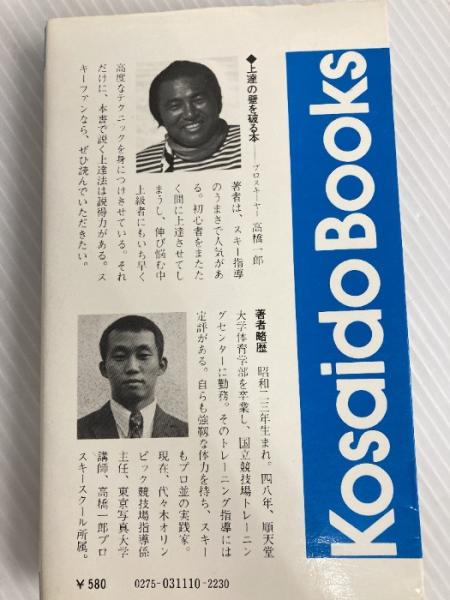 Kosaido Books
◆上達の壁を破る本──プロスキーヤー 高橋一郎
著者は、スキー指導
のうまさで人気があ
る。初心者をまたた
く間に上達させてし
まうし、伸び悩む中
上級者にもいち早く
高度なテクニックを身につけさせている。それ
だけに、本書で説く上達法は説得力がある。ス
キーファンなら、ぜひ読んでいただきたい。
著者略歴 昭和二三年生まれ。四八年、順天堂
大学体育学部を卒業し、国立競技場トレーニン
グセンターに勤務。そのトレーニング指導には
定評がある。自らも強靱な体力を持ち、スキー
もプロ並の実践家。
現在、代々木オリン
ピック競技場指導係
主任、東京写真大学
講師、高橋一郎プロ
スキースクール所属。
¥580 0275-031110-2230